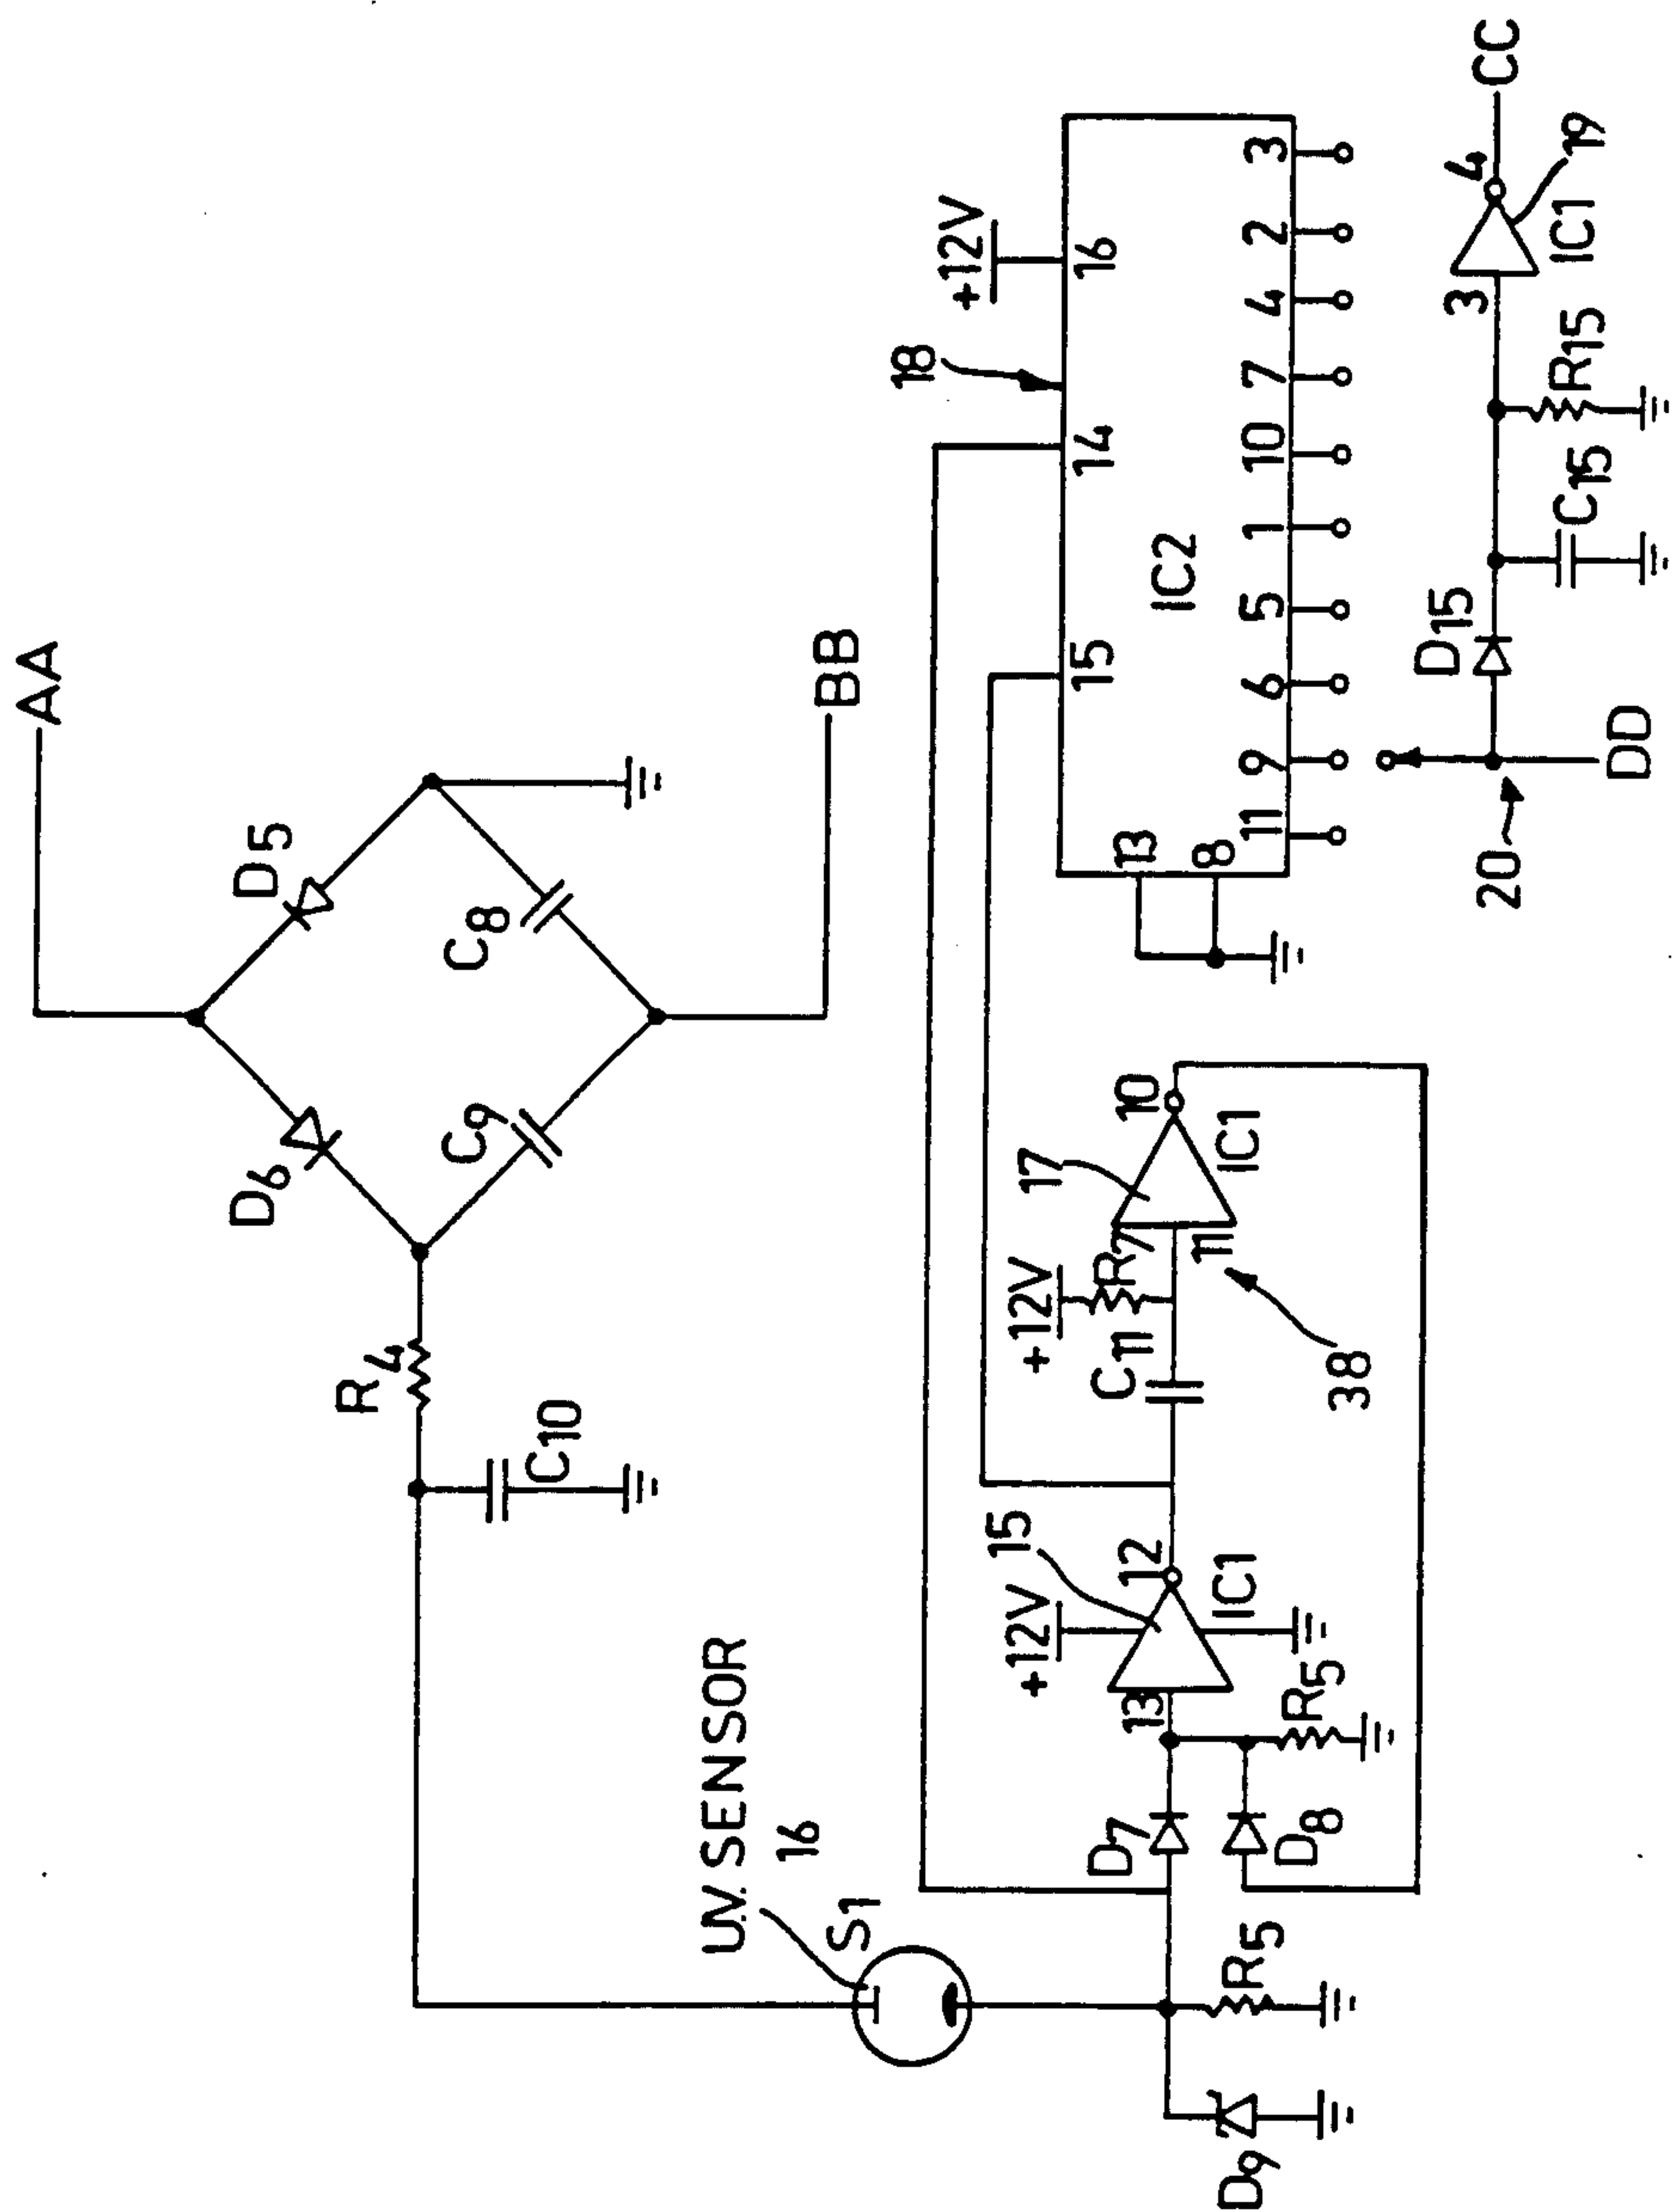 AA
D5
D6
C8
C9
BB
R4
C10
U.V. SENSOR
16
S1
18
+12V
15
14
16
IC2
13
8
11
9
6
5
1
10
7
4
2
3
D9
R5
D7
D8
R5
13
+12V
15
12
IC1
C11
+12V
R7
17
11
10
IC1
38
20
DD
D15
C15
R15
3
4
IC1
19
CC